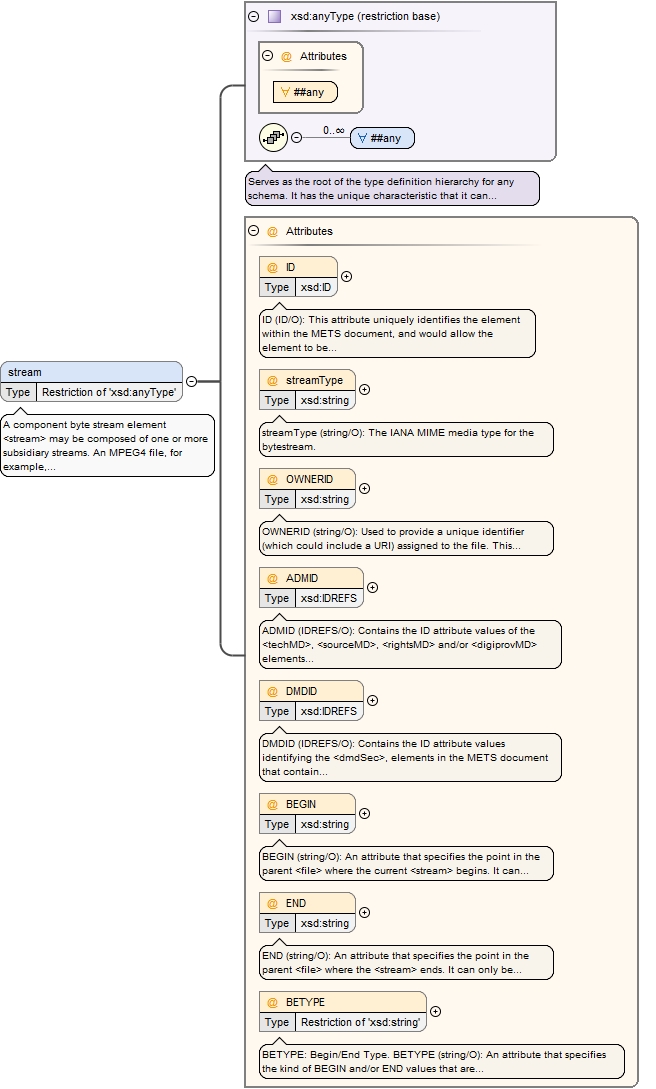 xsd:anyType (restriction base)
@ Attributes
∀ ##any
0..∞
∀ ##any
Serves as the root of the type definition hierarchy for any
schema. It has the unique characteristic that it can...
@ Attributes
@ ID
Type xsd:ID
ID (ID/O): This attribute uniquely identifies the element
within the METS document, and would allow the
element to be...
@ streamType
Type xsd:string
streamType (string/O): The IANA MIME media type for the
bytestream.
@ OWNERID
Type xsd:string
OWNERID (string/O): Used to provide a unique identifier
(which could include a URI) assigned to the file. This...
@ ADMID
Type xsd:IDREFS
ADMID (IDREFS/O): Contains the ID attribute values of the
<techMD>, <sourceMD>, <rightsMD> and/or <digiprovMD>
elements...
@ DMDID
Type xsd:IDREFS
DMDID (IDREFS/O): Contains the ID attribute values
identifying the <dmdSec>, elements in the METS document
that contain...
@ BEGIN
Type xsd:string
BEGIN (string/O): An attribute that specifies the point in the
parent <file> where the current <stream> begins. It can...
@ END
Type xsd:string
END (string/O): An attribute that specifies the point in the
parent <file> where the <stream> ends. It can only be...
@ BETYPE
Type Restriction of 'xsd:string'
BETYPE: Begin/End Type. BETYPE (string/O): An attribute that specifies
the kind of BEGIN and/or END values that are...
stream
Type Restriction of 'xsd:anyType'
A component byte stream element
<stream> may be composed of one or more
subsidiary streams. An MPEG4 file, for
example,...